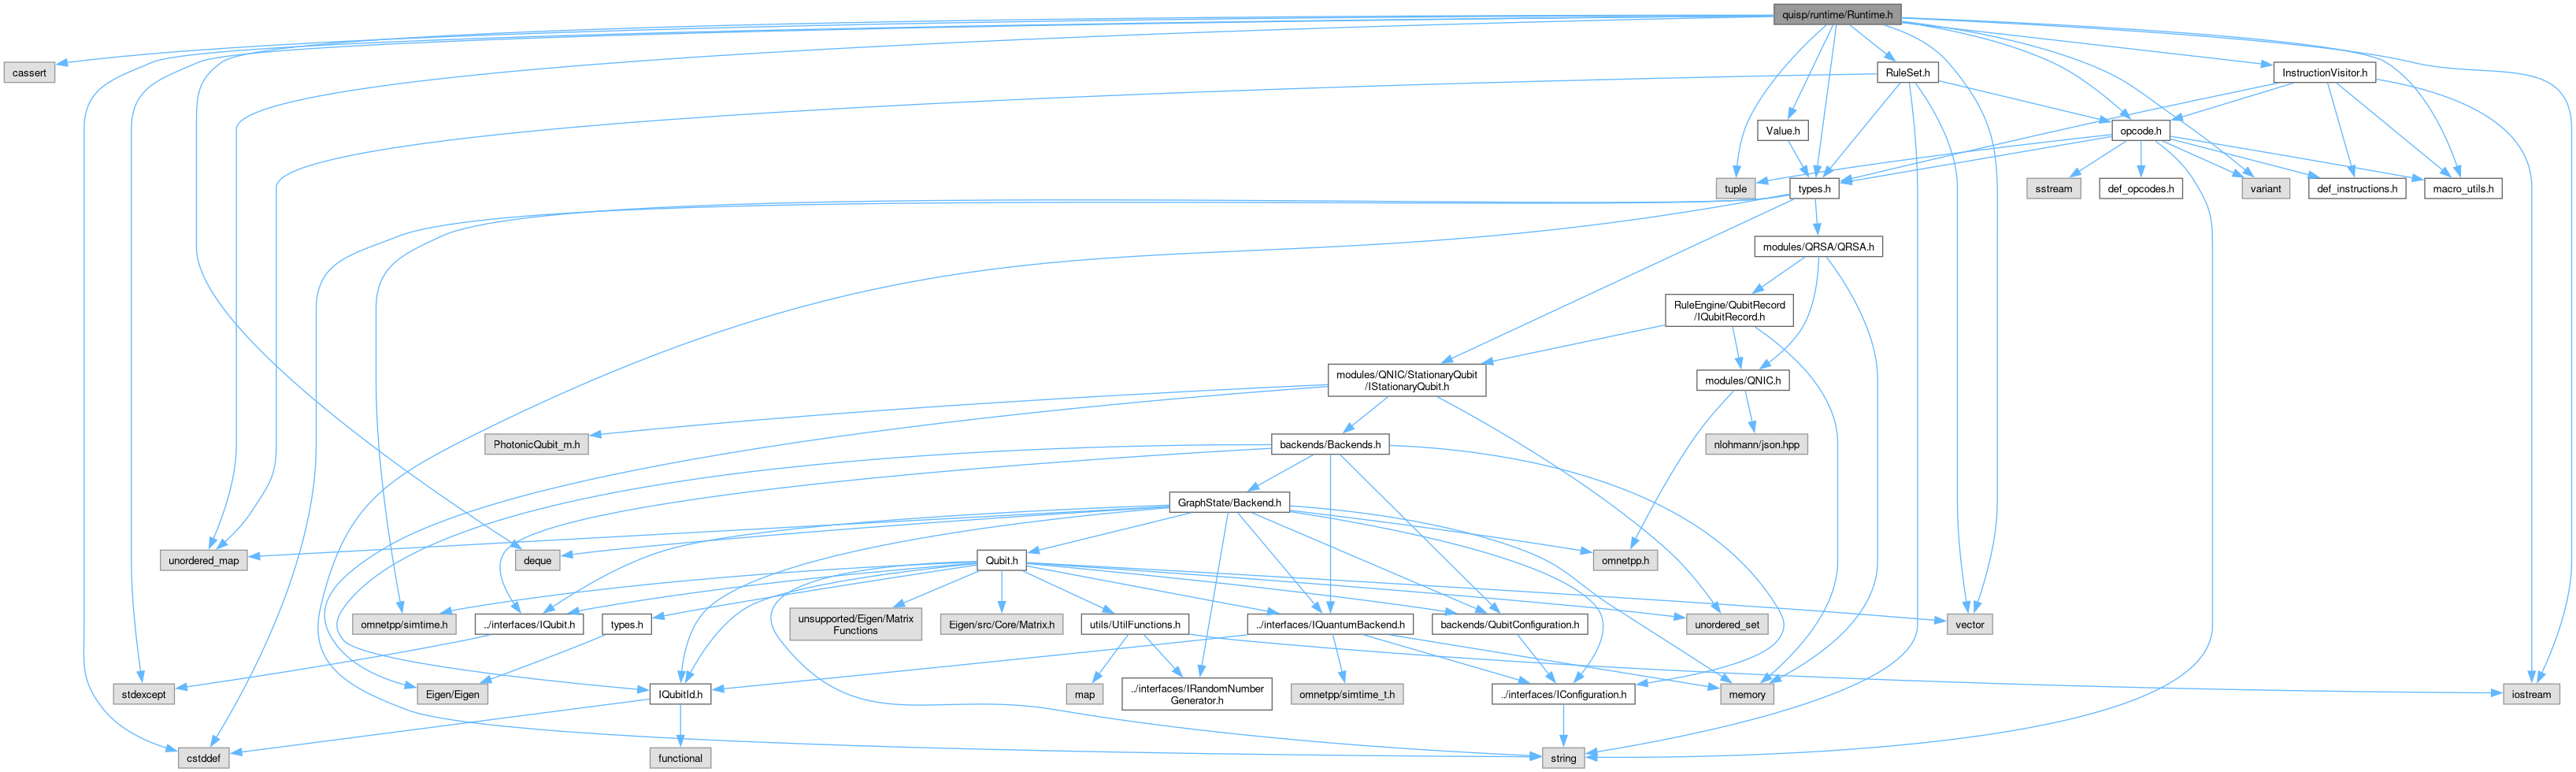 quisp/runtime/Runtime.h
cassert
RuleSet.h
InstructionVisitor.h
Value.h
opcode.h
tuple
types.h
sstream
def_opcodes.h
variant
def_instructions.h
macro_utils.h
modules/QRSA/QRSA.h
RuleEngine/QubitRecord
/IQubitRecord.h
modules/QNIC/StationaryQubit
/IStationaryQubit.h
modules/QNIC.h
PhotonicQubit_m.h
backends/Backends.h
nlohmann/json.hpp
GraphState/Backend.h
unordered_map
deque
Qubit.h
omnetpp.h
omnetpp/simtime.h
../interfaces/IQubit.h
types.h
unsupported/Eigen/Matrix
Functions
Eigen/src/Core/Matrix.h
utils/UtilFunctions.h
../interfaces/IQuantumBackend.h
backends/QubitConfiguration.h
unordered_set
vector
stdexcept
Eigen/Eigen
IQubitId.h
map
../interfaces/IRandomNumber
Generator.h
omnetpp/simtime_t.h
../interfaces/IConfiguration.h
memory
iostream
cstddef
functional
string